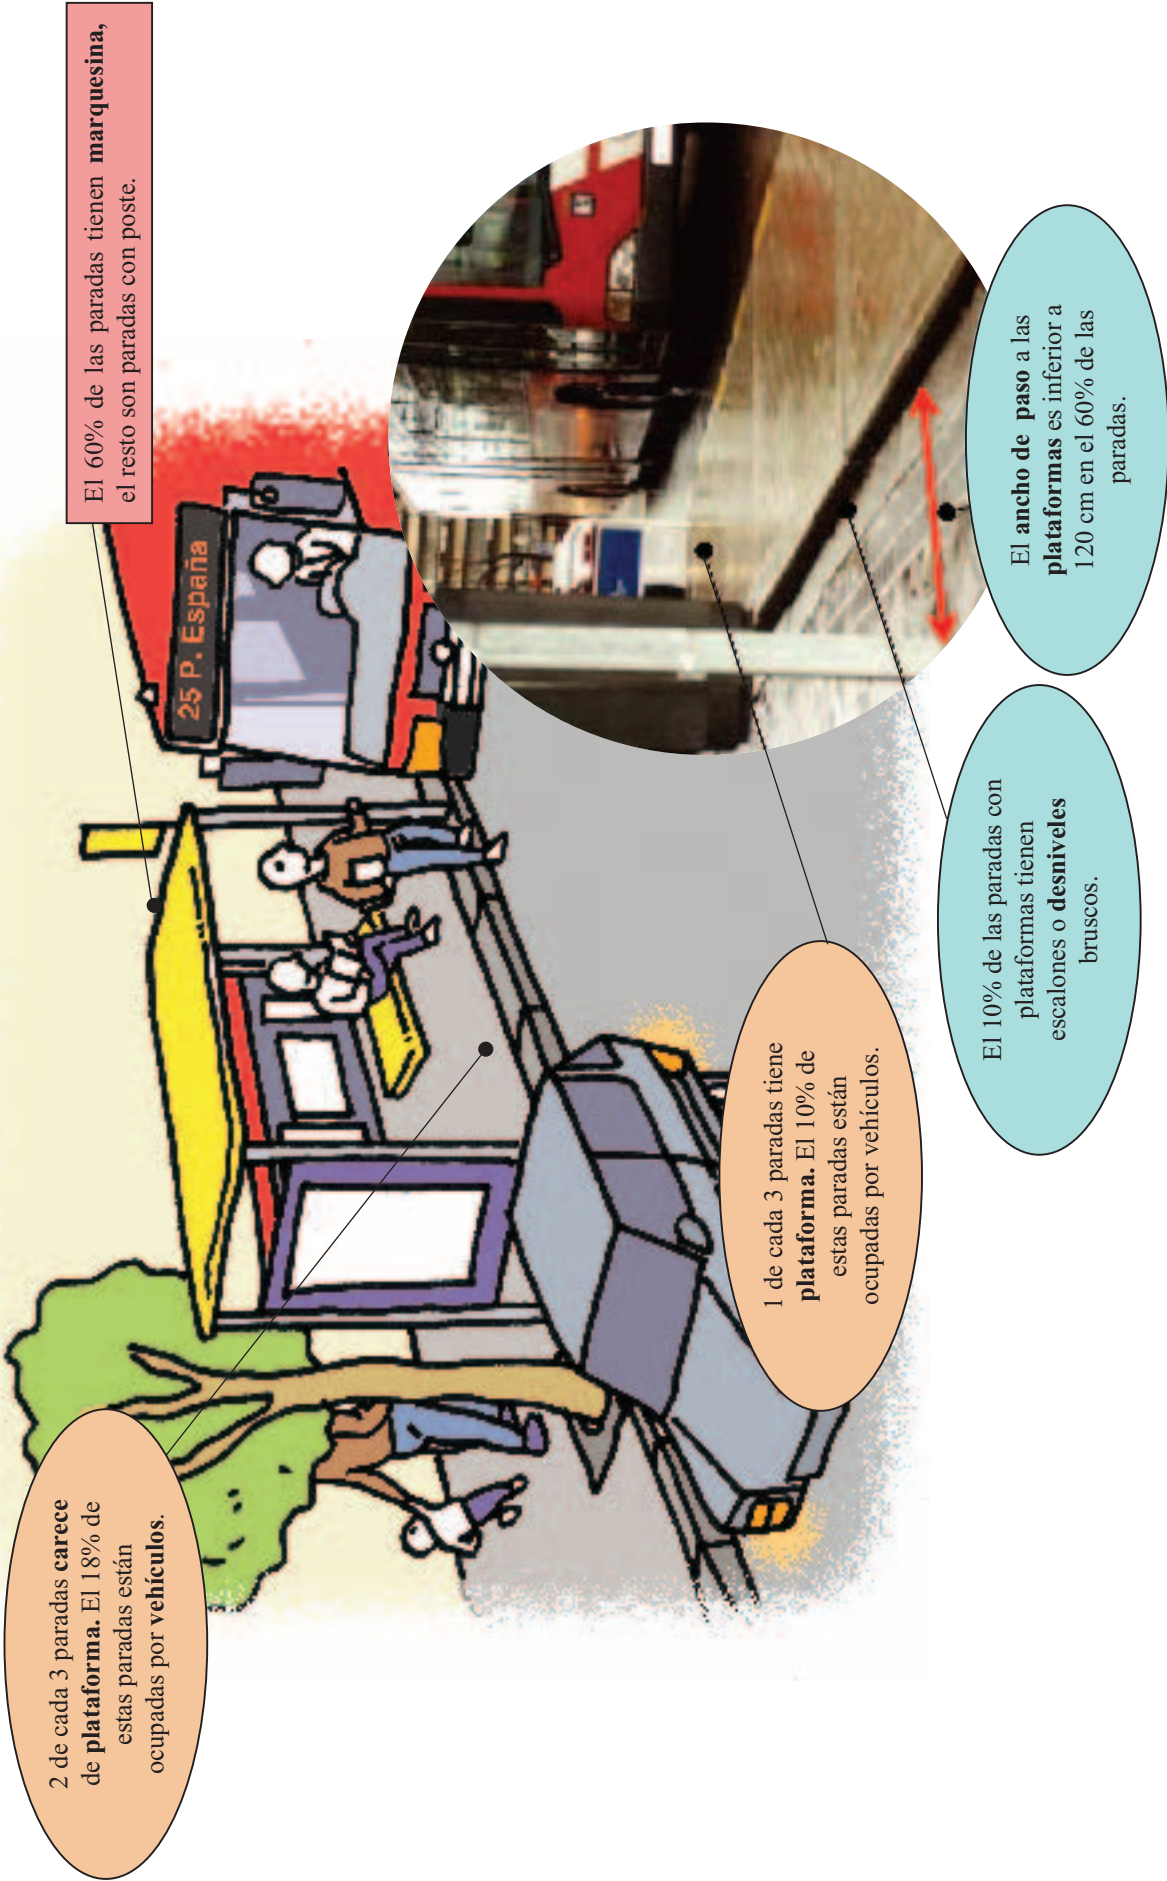 El 60% de las paradas tienen marquesina,
el resto son paradas con poste.
25 P. España
2 de cada 3 paradas carece
de plataforma. El 18% de
estas paradas están
ocupadas por vehículos.
1 de cada 3 paradas tiene
plataforma. El 10% de
estas paradas están
ocupadas por vehículos.
El 10% de las paradas con
plataformas tienen
escalones o desniveles
bruscos.
El ancho de paso a las
plataformas es inferior a
120 cm en el 60% de las
paradas.